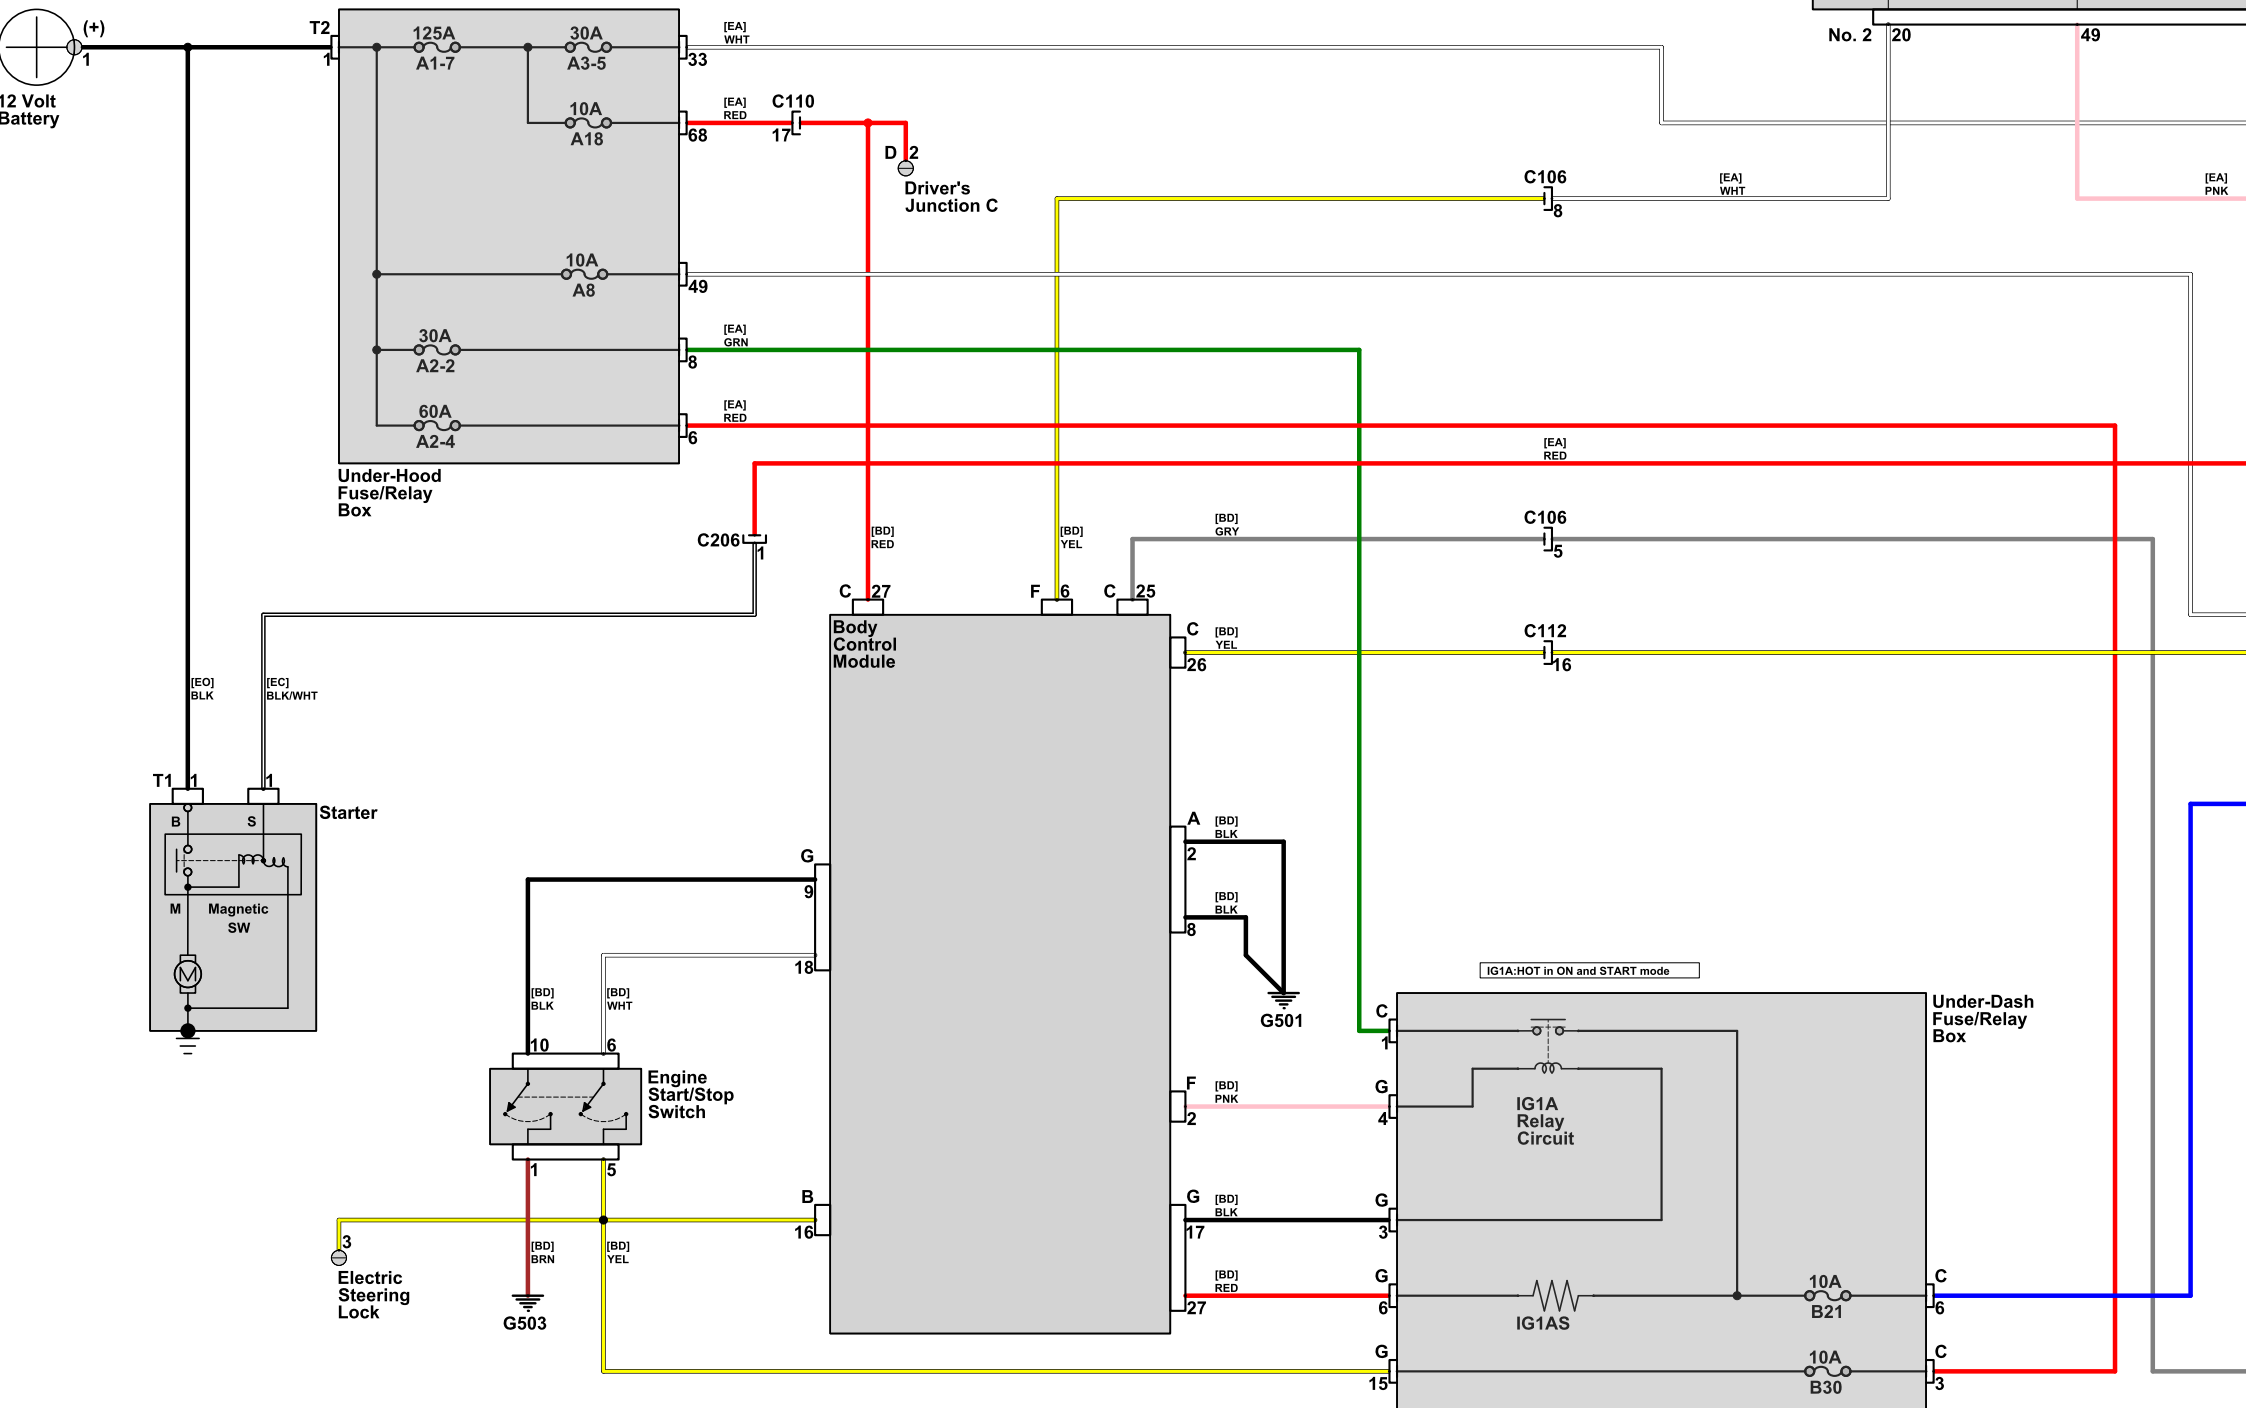 (+)
1
12 Volt
Battery
T2
1
125A
A1-7
30A
A3-5
33
[EA]
WHT
10A
A18
68
[EA]
RED
C110
17
D 2
Driver's
Junction C
No. 2
20
49
[EA]
PNK
C106
8
[EA]
WHT
10A
A8
49
30A
A2-2
8
[EA]
GRN
60A
A2-4
6
[EA]
RED
[EA]
RED
Under-Hood
Fuse/Relay
Box
C206
1
[BD]
RED
[BD]
YEL
[BD]
GRY
C106
5
C 27
F 6
C 25
Body
Control
Module
C
26
[BD]
YEL
C112
16
[EO]
BLK
[EC]
BLK/WHT
T1 1
1
Starter
B
S
M
Magnetic
SW
M
G
9
18
A
2
[BD]
BLK
8
[BD]
BLK
G501
[BD]
BLK
[BD]
WHT
10
6
Engine
Start/Stop
Switch
1
5
[BD]
BRN
[BD]
YEL
G503
3
Electric
Steering
Lock
B
16
F
2
[BD]
PNK
G
17
[BD]
BLK
27
[BD]
RED
IG1A:HOT in ON and START mode
Under-Dash
Fuse/Relay
Box
C
1
G
4
IG1A
Relay
Circuit
G
3
G
6
IG1AS
10A
B21
C
6
G
15
10A
B30
C
3